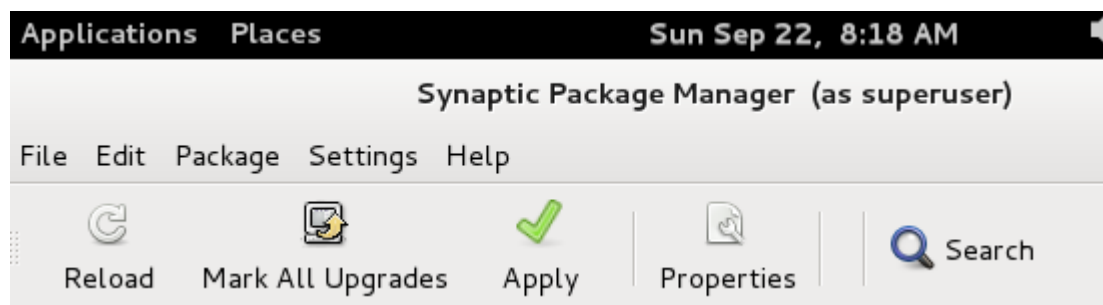 Applications Places Sun Sep 22, 8:18 AM
Synaptic Package Manager (as superuser)
File Edit Package Settings Help
Reload Mark All Upgrades Apply Properties Search